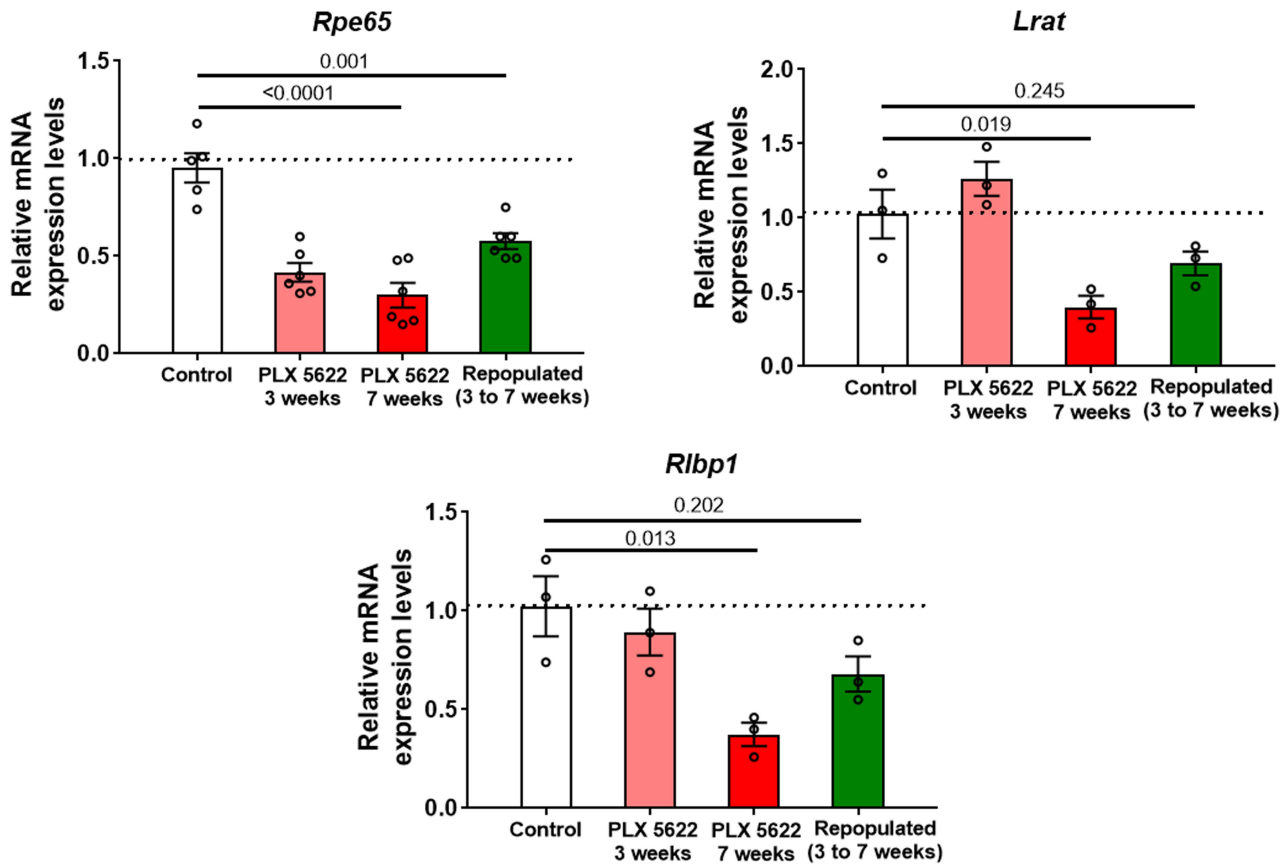 Rpe65
Relative mRNA
expression levels
1.5
1.0
0.5
0.0
0.001
<0.0001
Control
PLX 5622
3 weeks
PLX 5622
7 weeks
Repopulated
(3 to 7 weeks)
Lrat
Relative mRNA
expression levels
2.0
1.5
1.0
0.5
0.0
0.245
0.019
Control
PLX 5622
3 weeks
PLX 5622
7 weeks
Repopulated
(3 to 7 weeks)
Rlbp1
Relative mRNA
expression levels
1.5
1.0
0.5
0.0
0.202
0.013
Control
PLX 5622
3 weeks
PLX 5622
7 weeks
Repopulated
(3 to 7 weeks)